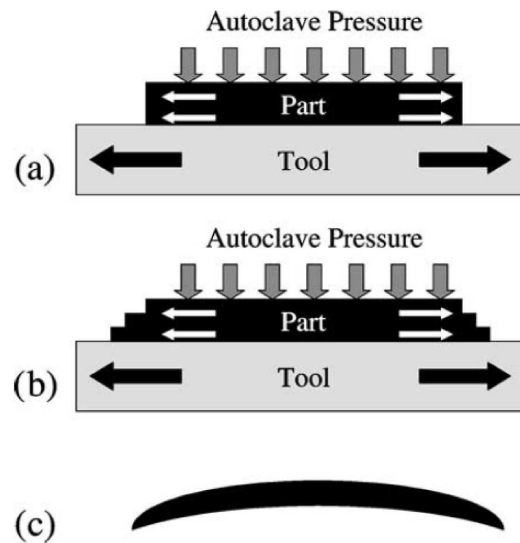 Autoclave Pressure
Part
Tool
(a)
Autoclave Pressure
Part
Tool
(b)
(c)